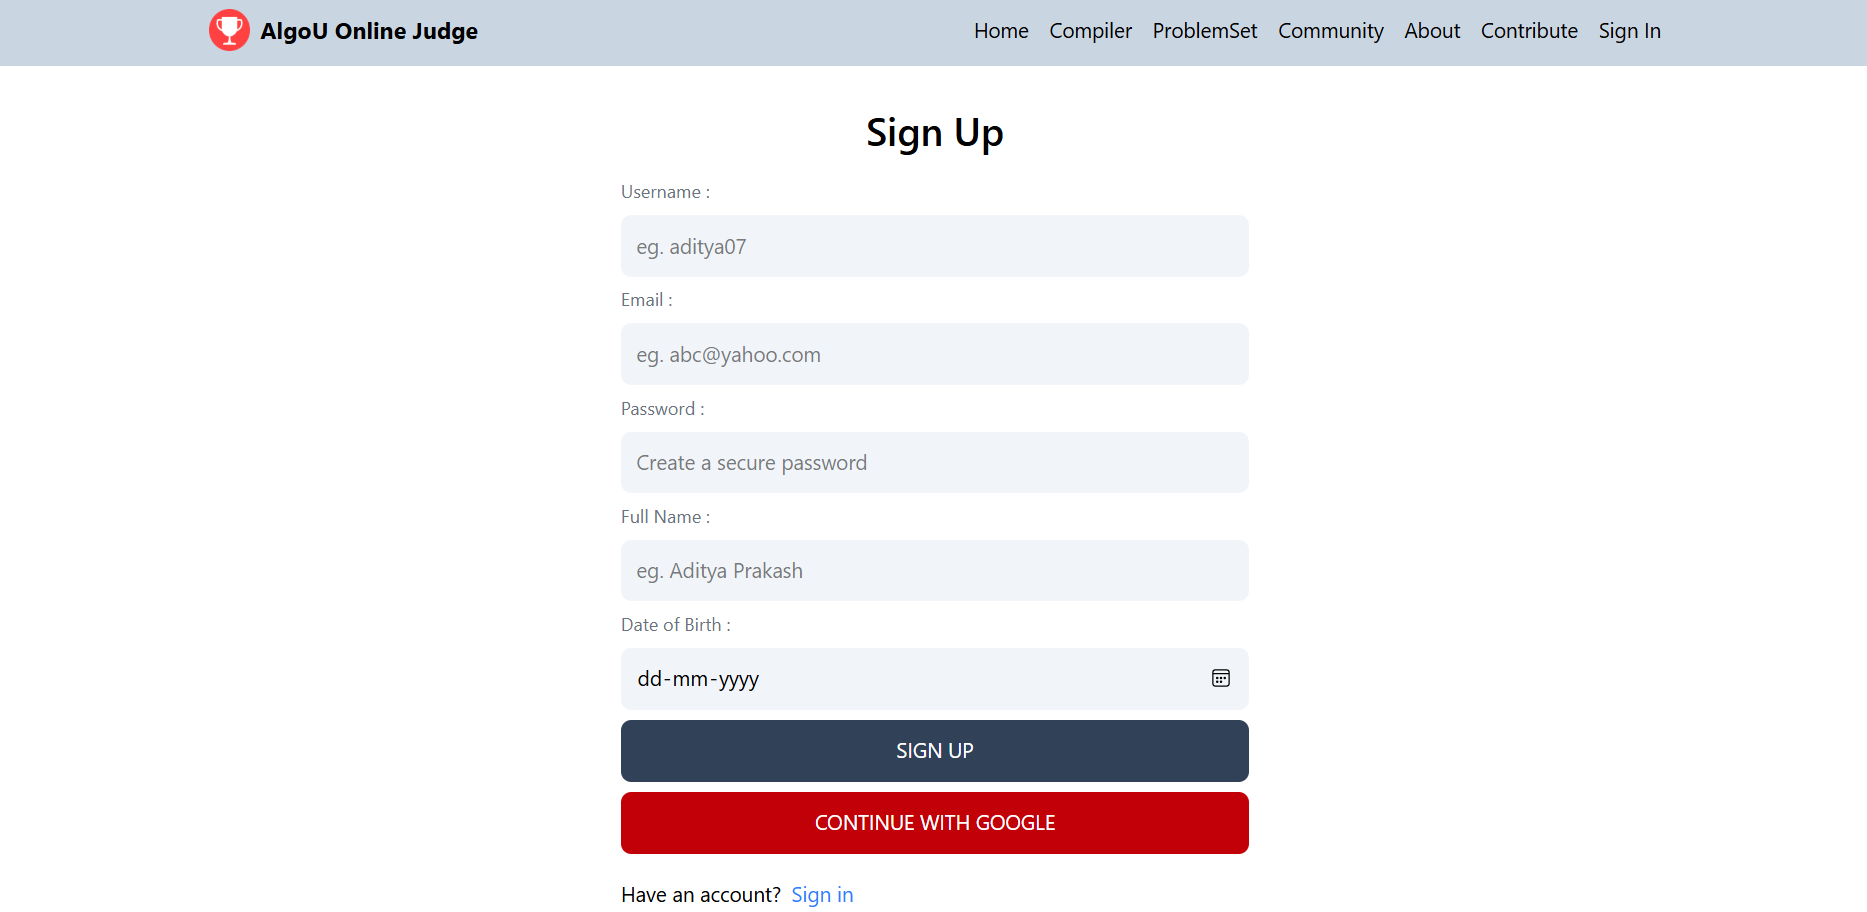 AlgoU Online Judge
Home Compiler ProblemSet Community About Contribute Sign In
Sign Up
Username :
eg. aditya07
Email :
eg. abc@yahoo.com
Password :
Create a secure password
Full Name :
eg. Aditya Prakash
Date of Birth :
dd-mm-yyyy
SIGN UP
CONTINUE WITH GOOGLE
Have an account? Sign in